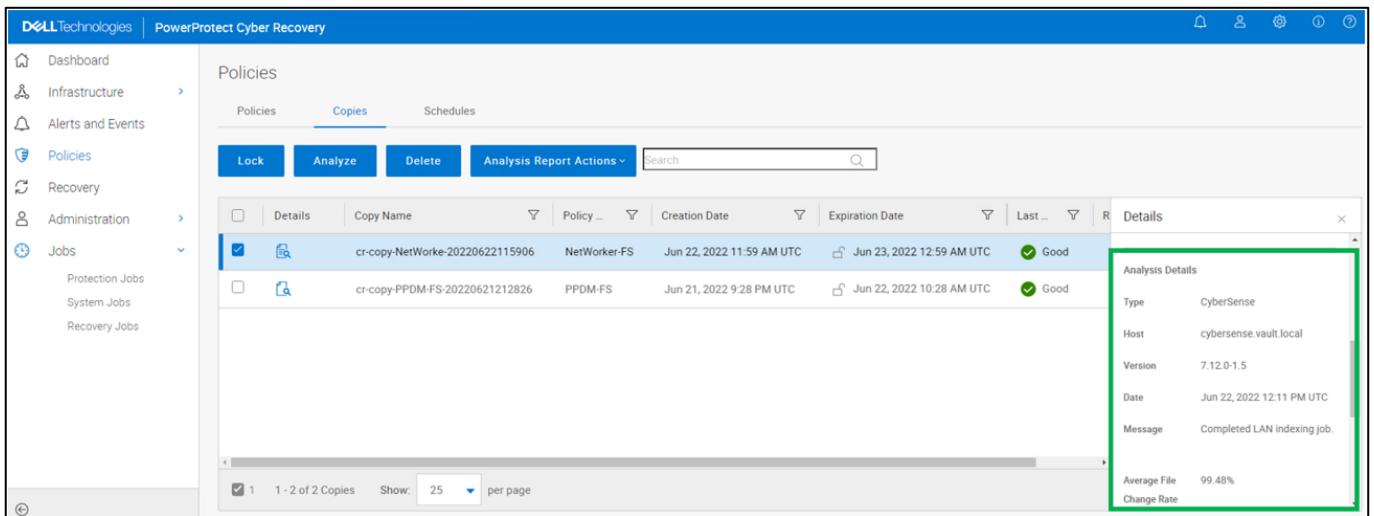 DELLTechnologies | PowerProtect Cyber Recovery
Dashboard
Infrastructure
Alerts and Events
Policies
Recovery
Administration
Jobs
Protection Jobs
System Jobs
Recovery Jobs
Policies
Policies Copies Schedules
Lock Analyze Delete Analysis Report Actions Search
Details Copy Name Policy ... Creation Date Expiration Date Last ... R
cr-copy-NetWorke-20220622115906 NetWorker-FS Jun 22, 2022 11:59 AM UTC Jun 23, 2022 12:59 AM UTC Good
cr-copy-PPDM-FS-20220621212826 PPDM-FS Jun 21, 2022 9:28 PM UTC Jun 22, 2022 10:28 AM UTC Good
1 1 - 2 of 2 Copies Show: 25 per page
Details ×
Analysis Details
Type CyberSense
Host cybersense.vault.local
Version 7.12.0-1.5
Date Jun 22, 2022 12:11 PM UTC
Message Completed LAN indexing job.
Average File 99.48%
Change Rate